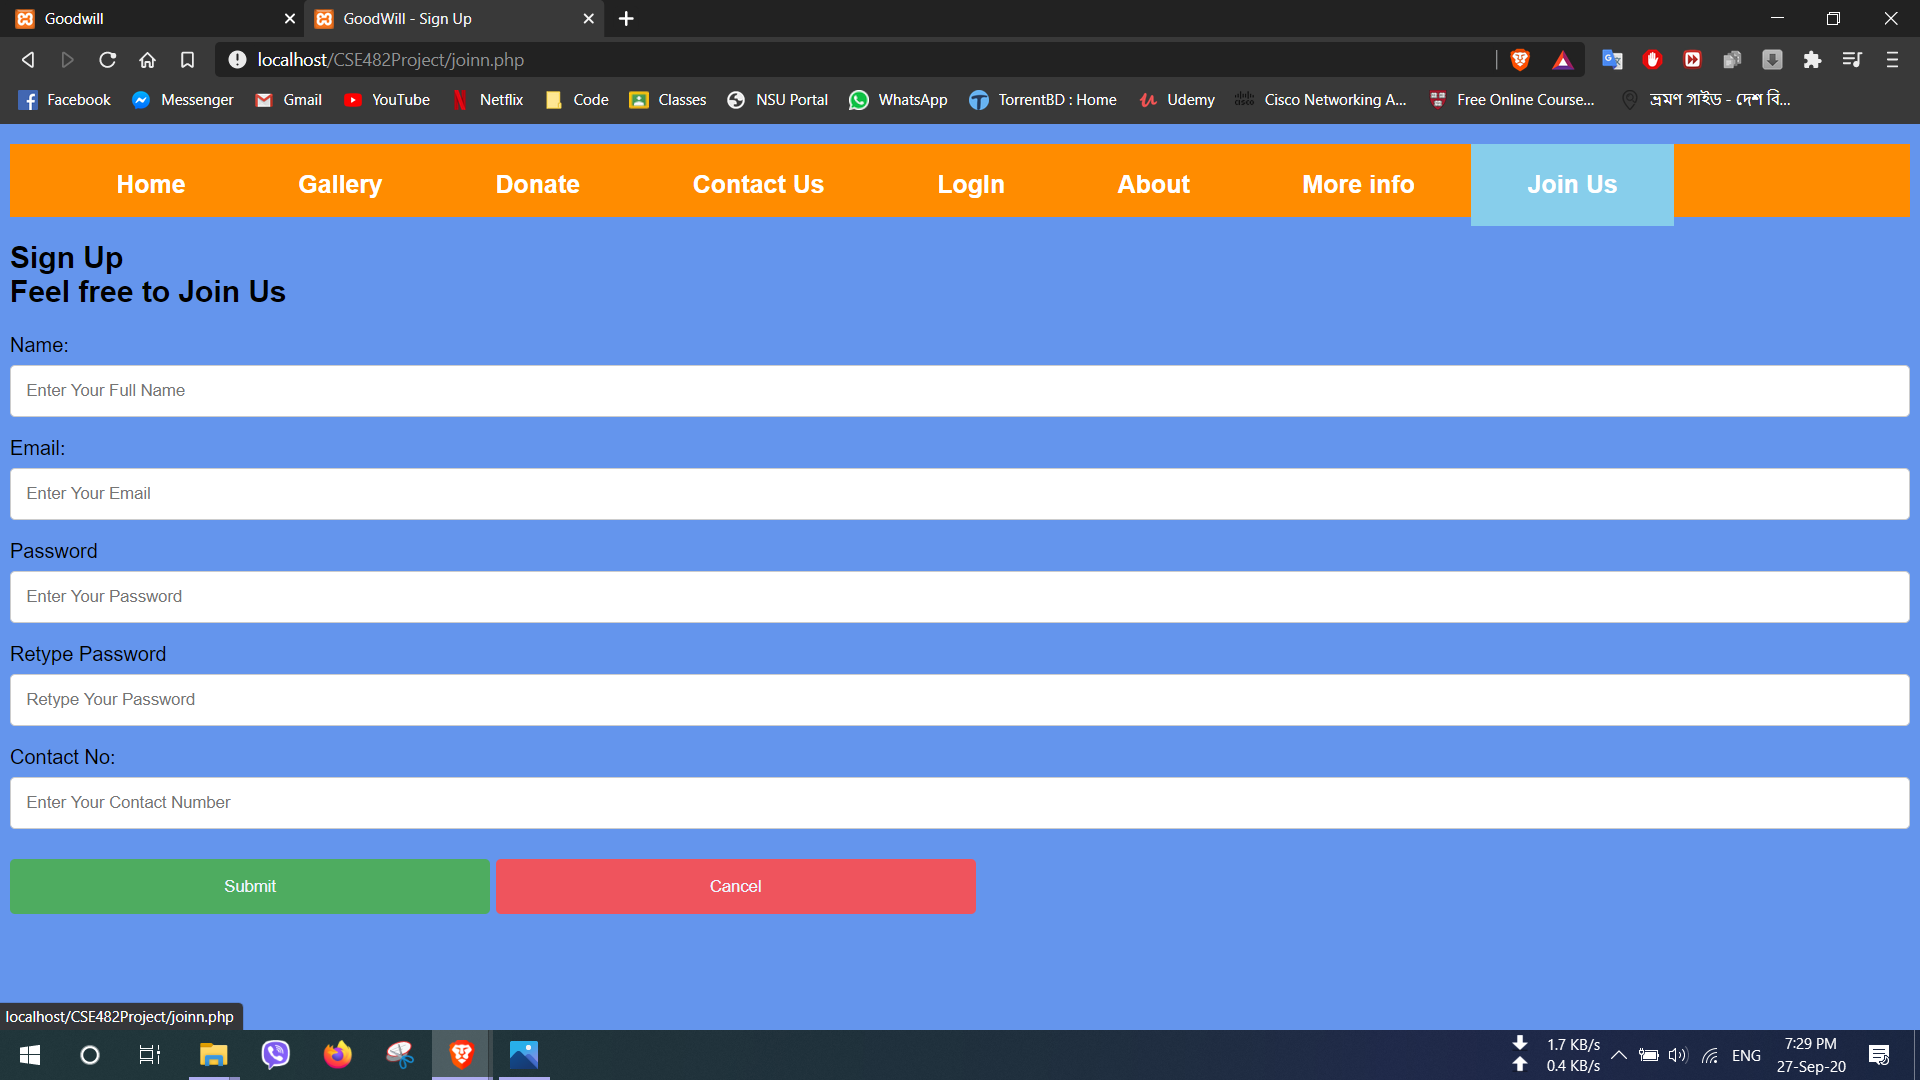 Goodwill
GoodWill - Sign Up
localhost/CSE482Project/joinn.php
Facebook Messenger Gmail YouTube Netflix Code Classes NSU Portal WhatsApp TorrentBD : Home Udemy Cisco Networking A... Free Online Course... ভ্রমণ গাইড - দেশ বি...
Home Gallery Donate Contact Us LogIn About More info Join Us
Sign Up
Feel free to Join Us
Name:
Enter Your Full Name
Email:
Enter Your Email
Password
Enter Your Password
Retype Password
Retype Your Password
Contact No:
Enter Your Contact Number
Submit Cancel
localhost/CSE482Project/joinn.php
1.7 KB/s
0.4 KB/s
ENG
7:29 PM
27-Sep-20